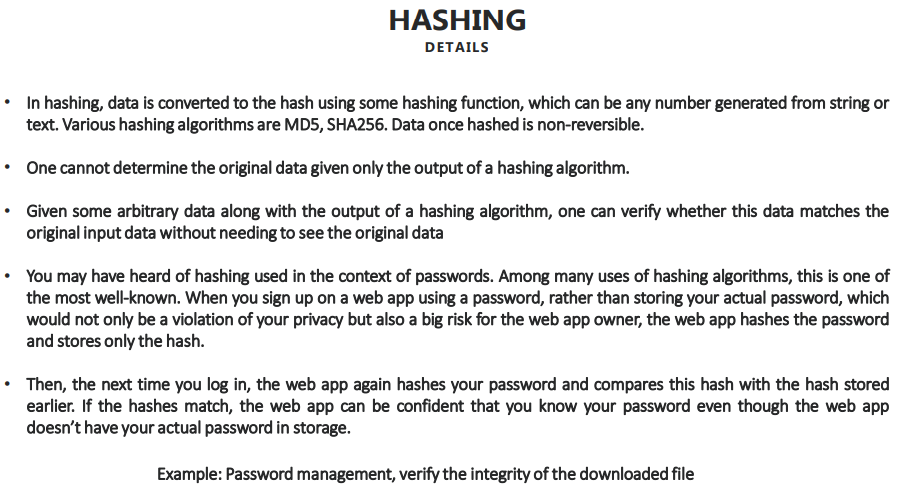 HASHING
DETAILS
• In hashing, data is converted to the hash using some hashing function, which can be any number generated from string or
text. Various hashing algorithms are MD5, SHA256. Data once hashed is non-reversible.
• One cannot determine the original data given only the output of a hashing algorithm.
• Given some arbitrary data along with the output of a hashing algorithm, one can verify whether this data matches the
original input data without needing to see the original data
• You may have heard of hashing used in the context of passwords. Among many uses of hashing algorithms, this is one of
the most well-known. When you sign up on a web app using a password, rather than storing your actual password, which
would not only be a violation of your privacy but also a big risk for the web app owner, the web app hashes the password
and stores only the hash.
• Then, the next time you log in, the web app again hashes your password and compares this hash with the hash stored
earlier. If the hashes match, the web app can be confident that you know your password even though the web app
doesn’t have your actual password in storage.
Example: Password management, verify the integrity of the downloaded file